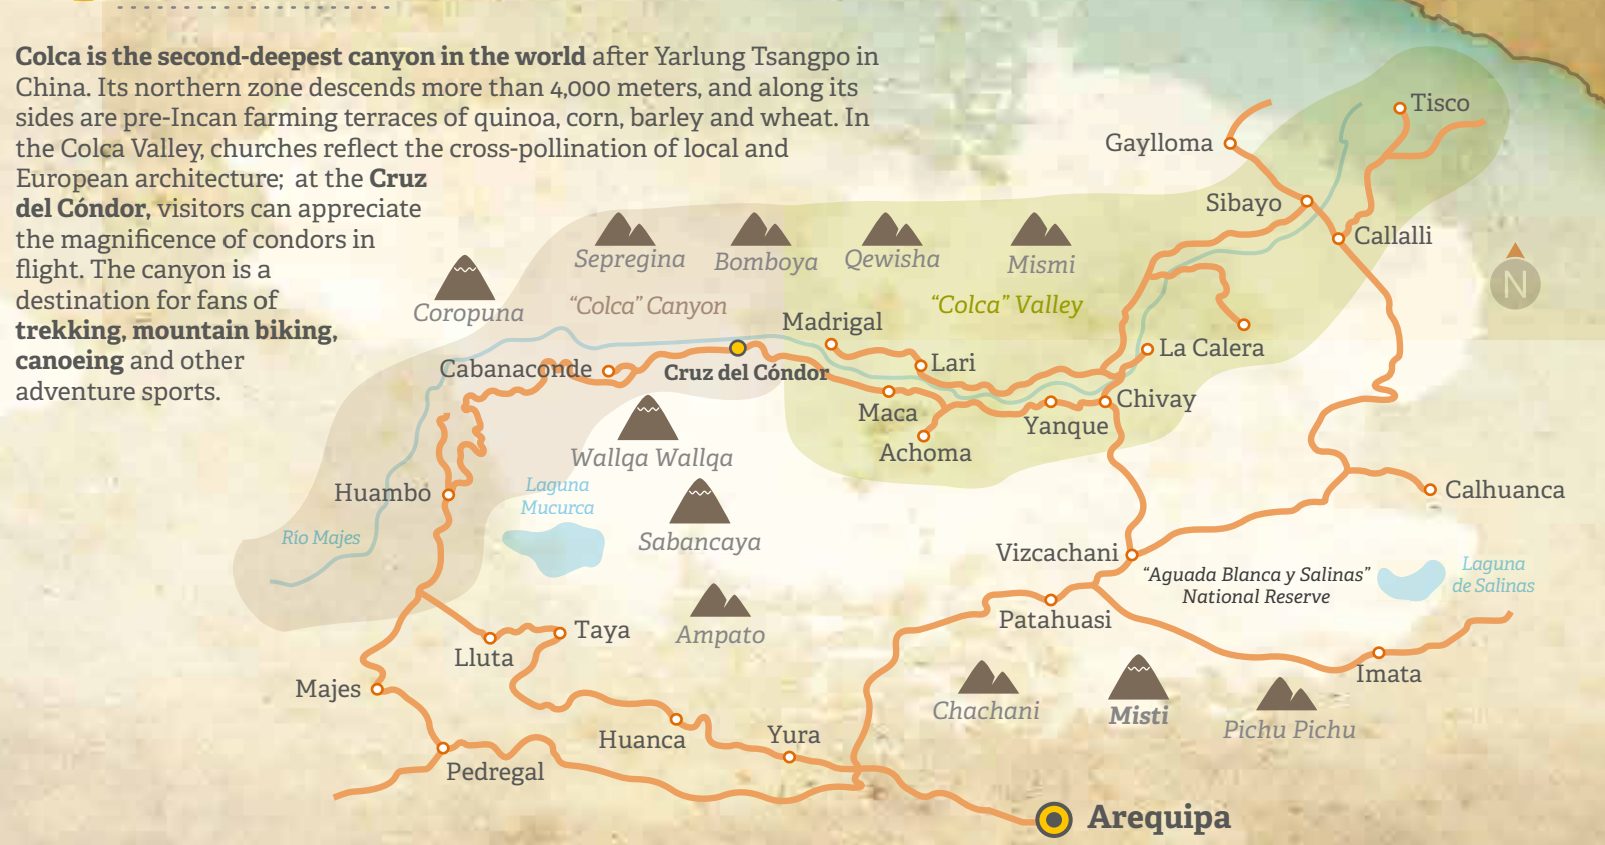 Colca is the second-deepest canyon in the world after Yarlung Tsangpo in
China. Its northern zone descends more than 4,000 meters, and along its
sides are pre-Incan farming terraces of quinoa, corn, barley and wheat. In
the Colca Valley, churches reflect the cross-pollination of local and
European architecture; at the Cruz
del Cóndor, visitors can appreciate
the magnificence of condors in
flight. The canyon is a
destination for fans of
trekking, mountain biking,
canoeing and other
adventure sports.
Tisco
Gaylloma
Sibayo
Callalli
Sepregina
Bomboya
Qewisha
Mismi
N
Coropuna
"Colca" Canyon
"Colca" Valley
Madrigal
La Calera
Lari
Cabanaconde
Cruz del Cóndor
Maca
Chivay
Yanque
Achoma
Wallqa Wallqa
Huambo
Laguna
Mucurca
Calhuanca
Río Majes
Sabancaya
Vizcachani
"Aguada Blanca y Salinas"
National Reserve
Laguna
de Salinas
Patahuasi
Taya
Ampato
Lluta
Imata
Majes
Chachani
Misti
Pichu Pichu
Huanca
Yura
Pedregal
Arequipa